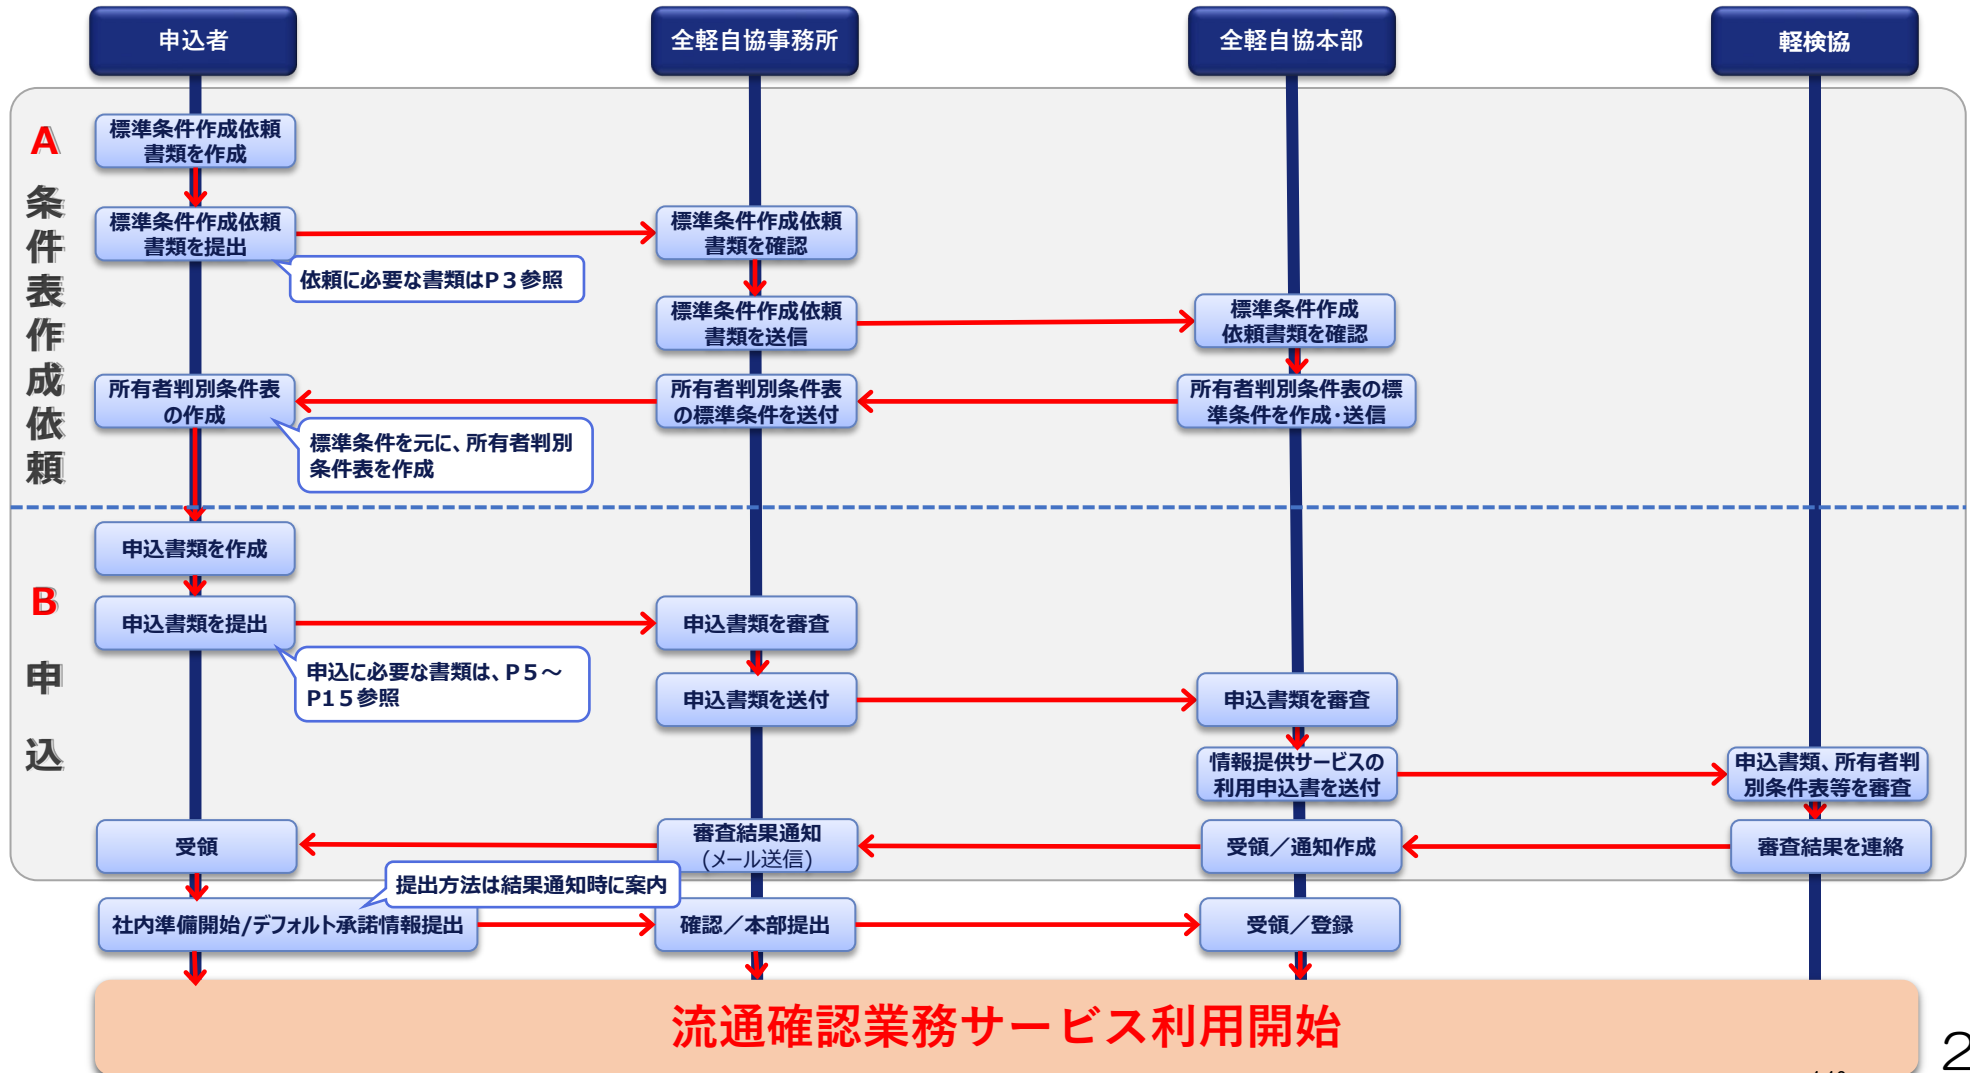 申込者
全軽自協事務所
全軽自協本部
軽検協
A
条件表作成依頼
標準条件作成依頼
書類を作成
標準条件作成依頼
書類を提出
標準条件作成依頼
書類を確認
依頼に必要な書類はP３参照
標準条件作成依頼
書類を送信
標準条件作成
依頼書類を確認
所有者判別条件表
の作成
所有者判別条件表
の標準条件を送付
所有者判別条件表の標
準条件を作成・送信
標準条件を元に、所有者判別
条件表を作成
B
申込
申込書類を作成
申込書類を提出
申込書類を審査
申込に必要な書類は、P５～
P1５参照
申込書類を送付
申込書類を審査
情報提供サービスの
利用申込書を送付
申込書類、所有者判
別条件表等を審査
受領
審査結果通知
(メール送信)
受領／通知作成
審査結果を連絡
提出方法は結果通知時に案内
社内準備開始/デフォルト承諾情報提出
確認／本部提出
受領／登録
流通確認業務サービス利用開始
2